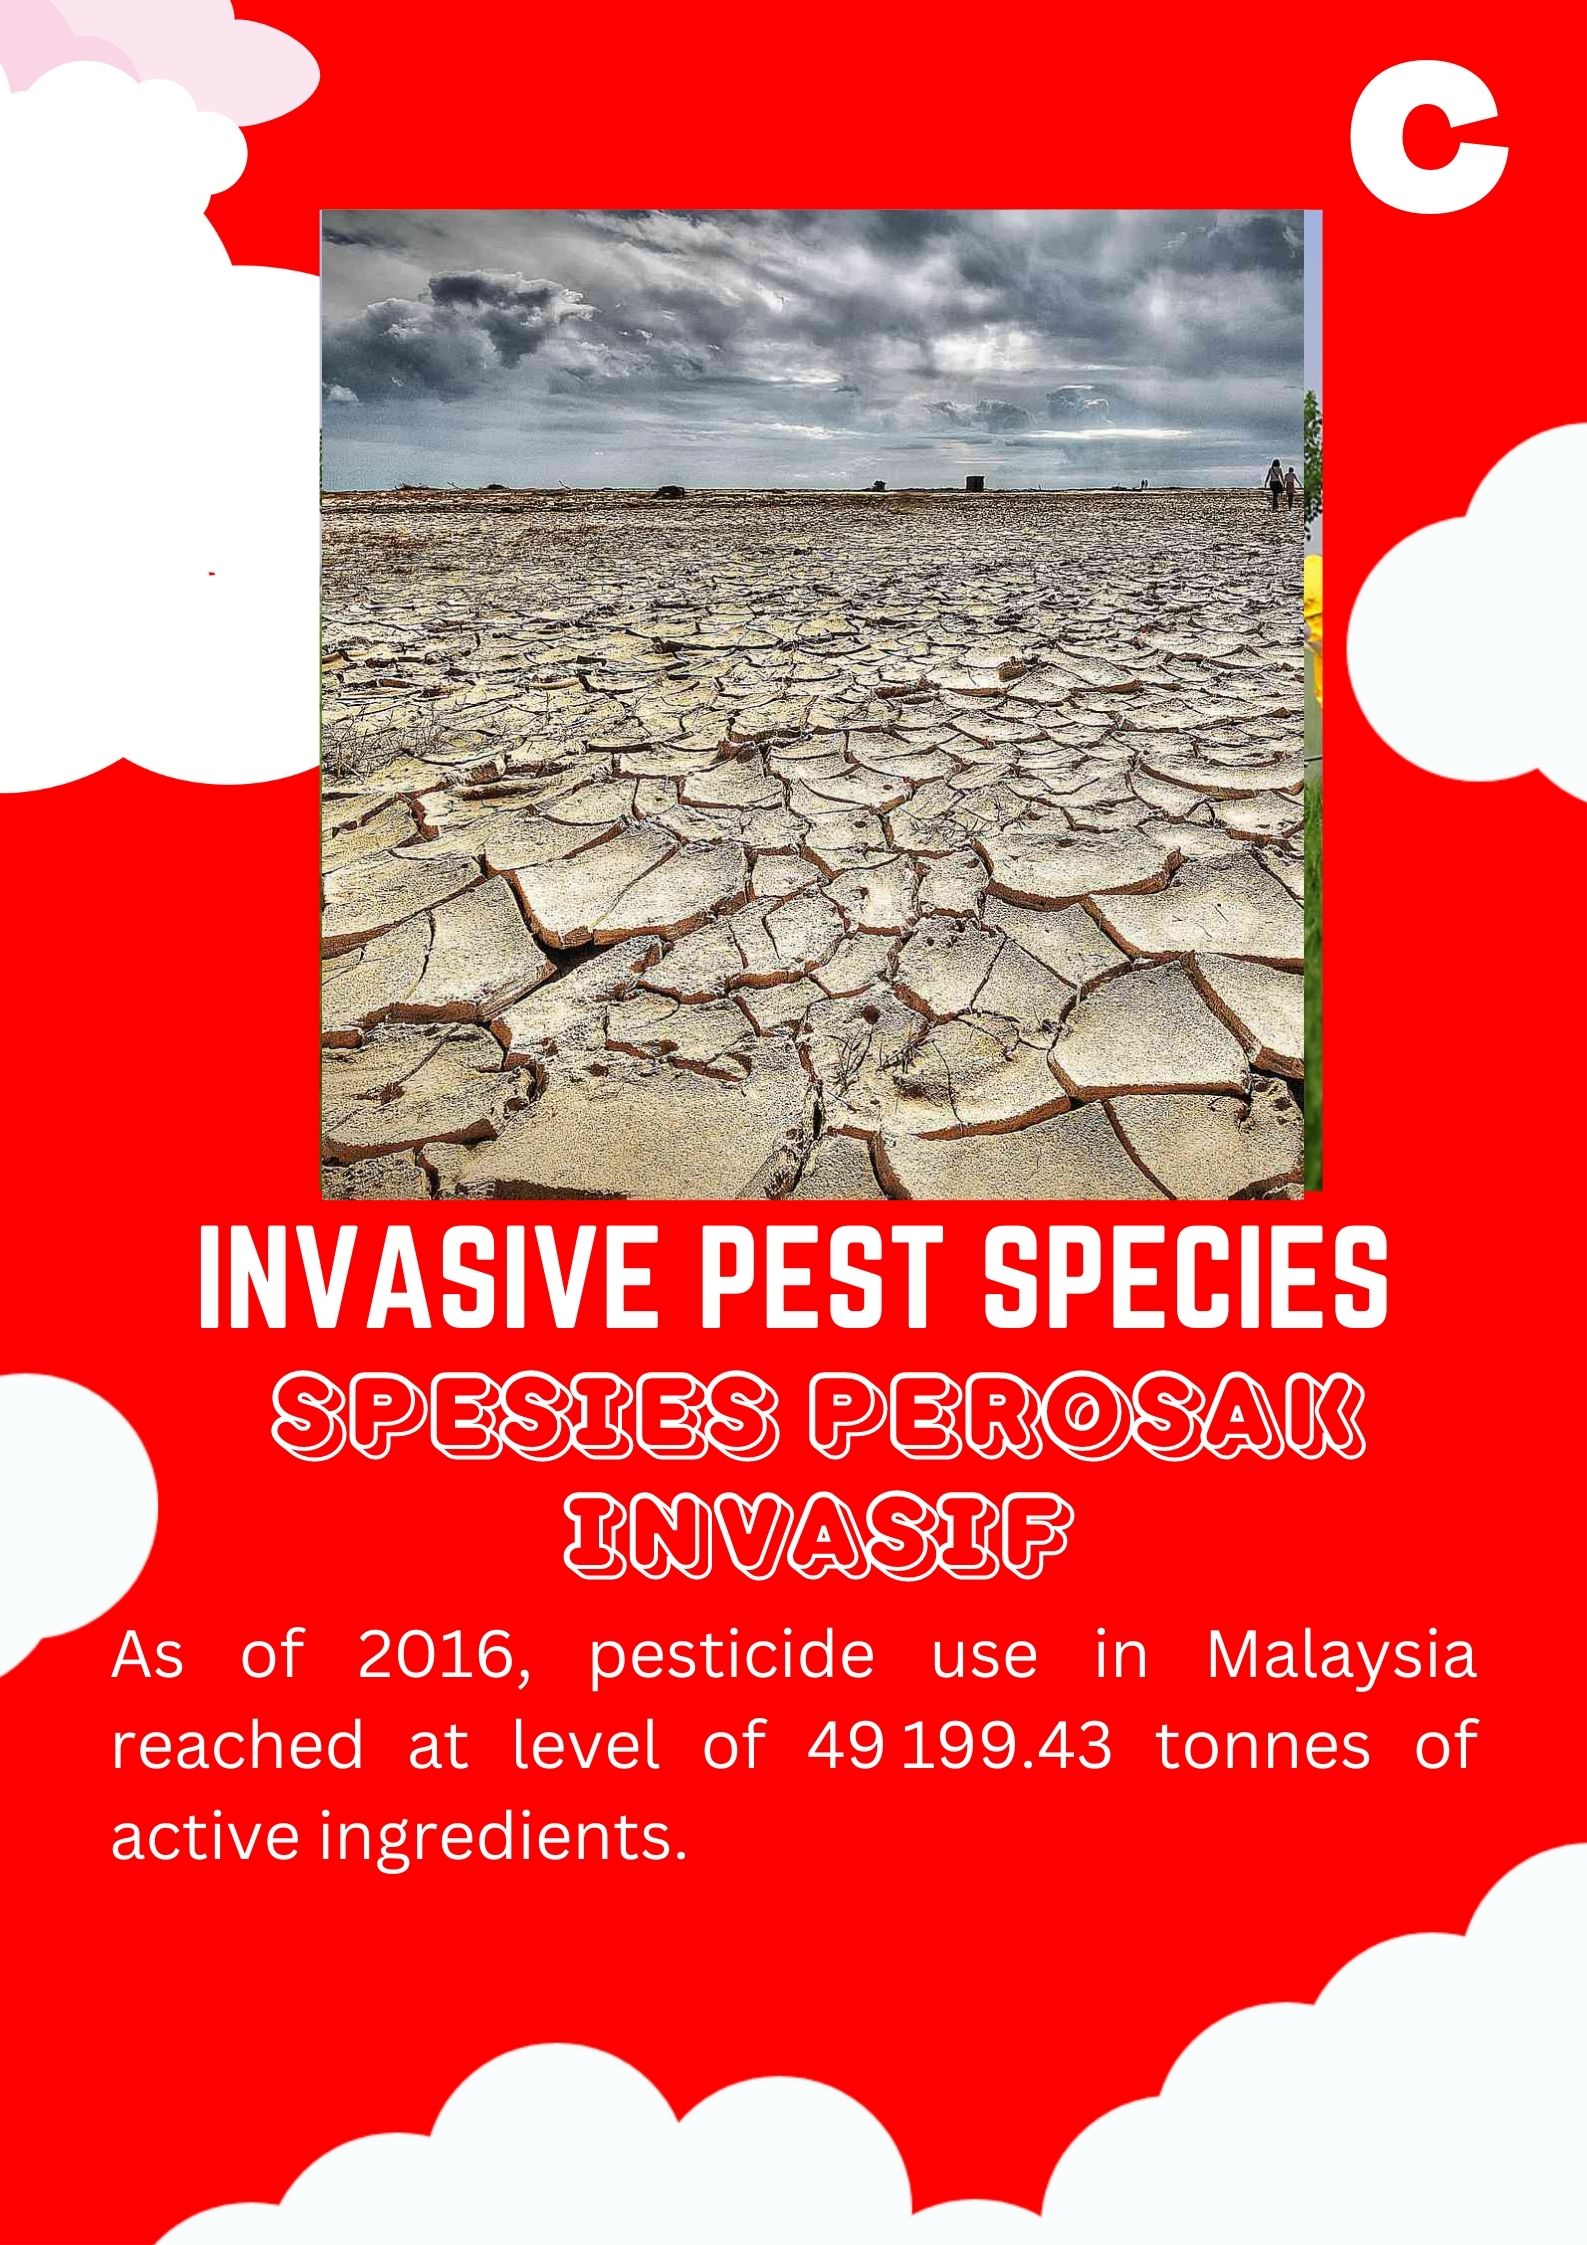 C
INVASIVE PEST SPECIES
SPESIES PEROSAK
INVASIF
As of 2016, pesticide use in Malaysia
reached at level of 49 199.43 tonnes of
active ingredients.